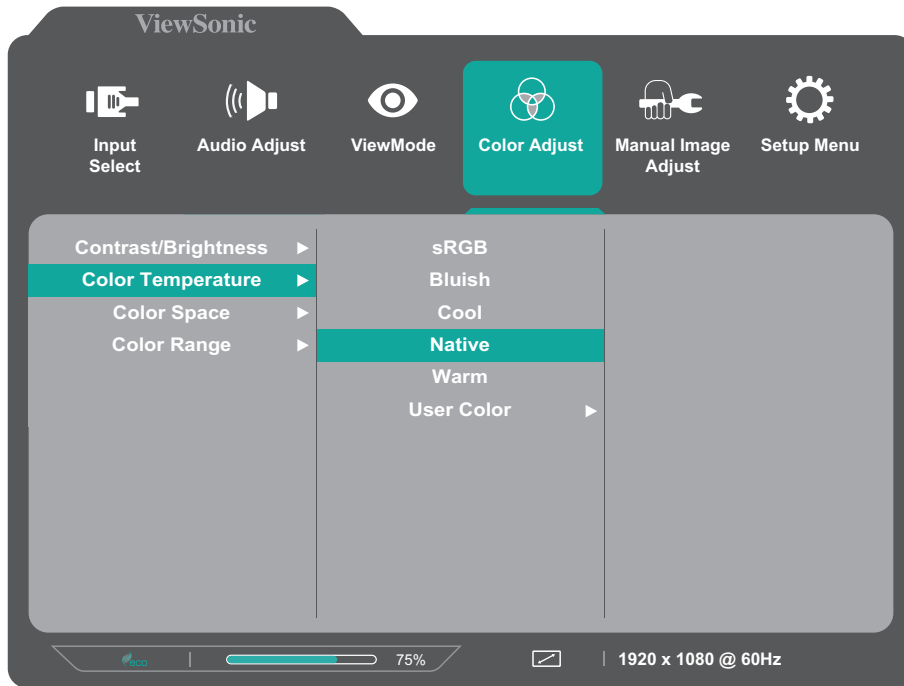 ViewSonic
Input
Select
Audio Adjust
ViewMode
Color Adjust
Manual Image
Adjust
Setup Menu
Contrast/Brightness
Color Temperature
Color Space
Color Range
sRGB
Bluish
Cool
Native
Warm
User Color
eco
75%
1920 x 1080 @ 60Hz